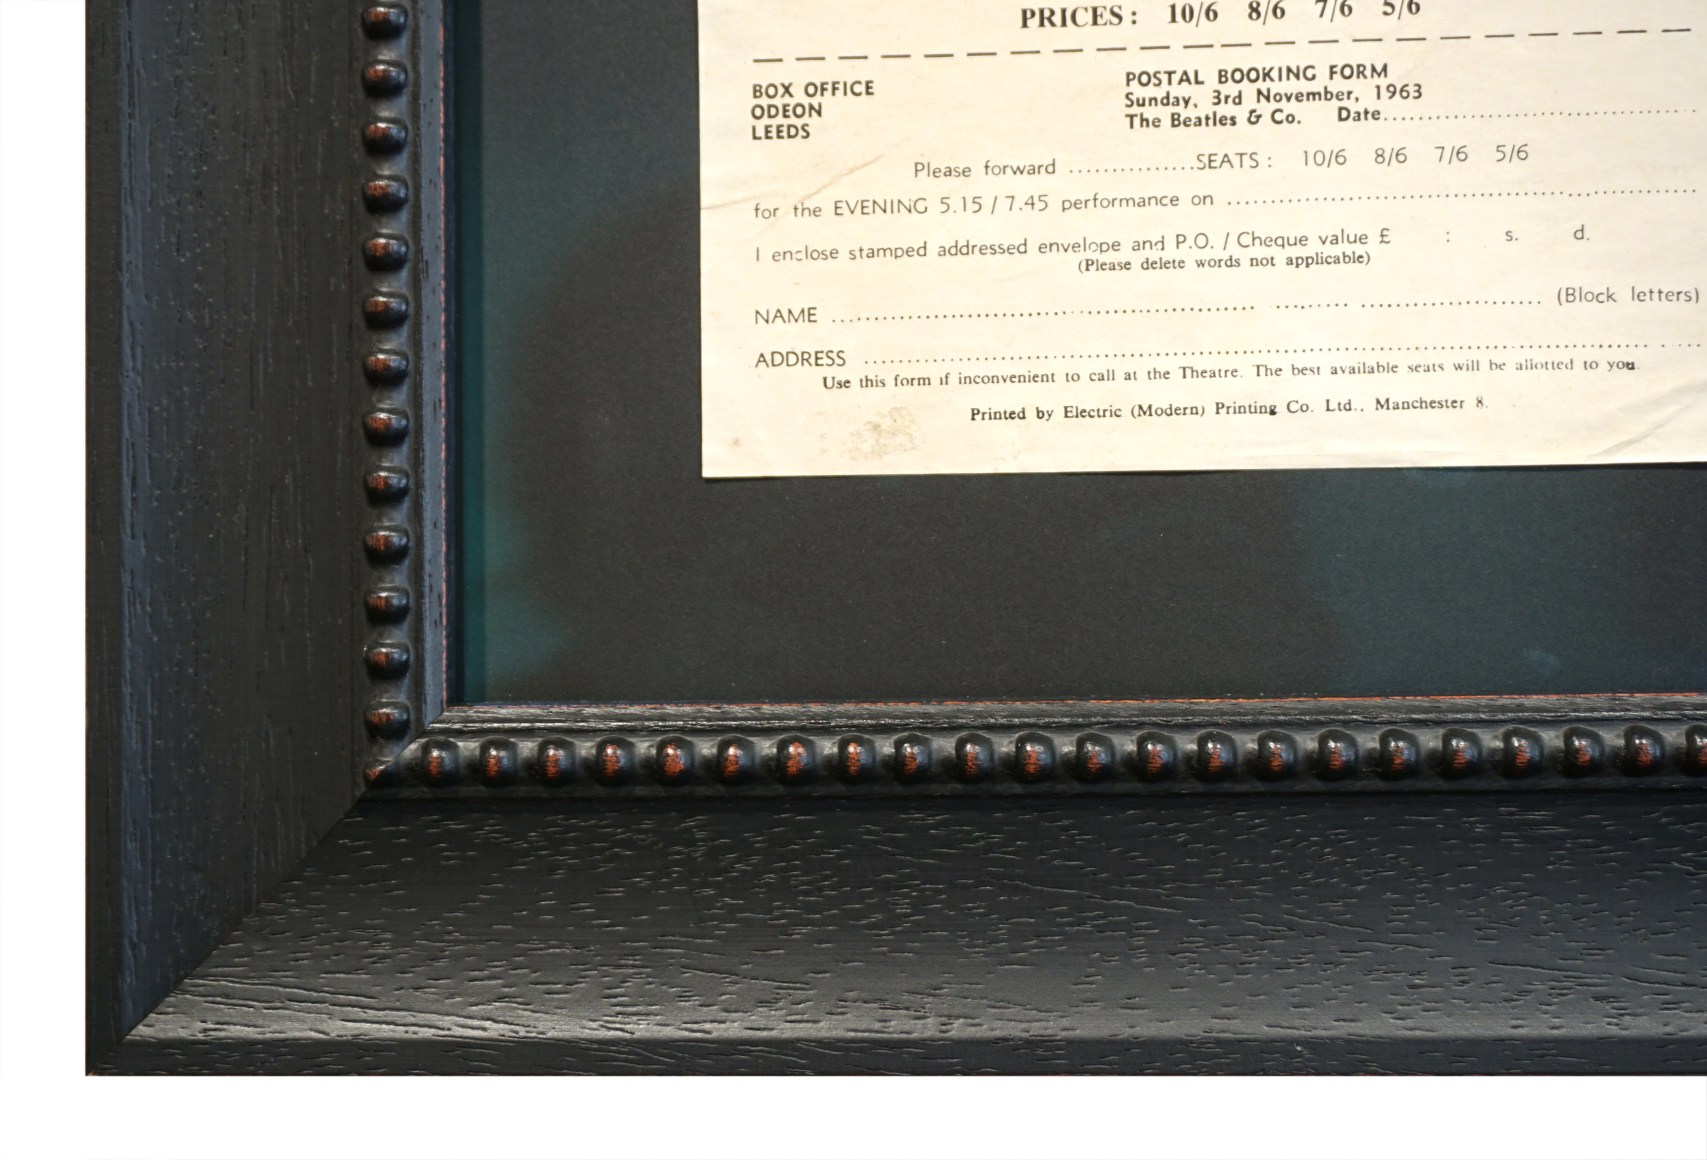 PRICES: 10/6 8/6 7/6 5/6
BOX OFFICE
ODEON
LEEDS
POSTAL BOOKING FORM
Sunday, 3rd November, 1963
The Beatles & Co. Date..............................
Please forward ...............SEATS: 10/6 8/6 7/6 5/6
for the EVENING 5.15 / 7.45 performance on ..............................
I enclose stamped addressed envelope and P.O. / Cheque value £ : s. d.
(Please delete words not applicable)
NAME .............................. (Block letters)
ADDRESS ..............................
Use this form if inconvenient to call at the Theatre. The best available seats will be allotted to you.
Printed by Electric (Modern) Printing Co. Ltd., Manchester 8.